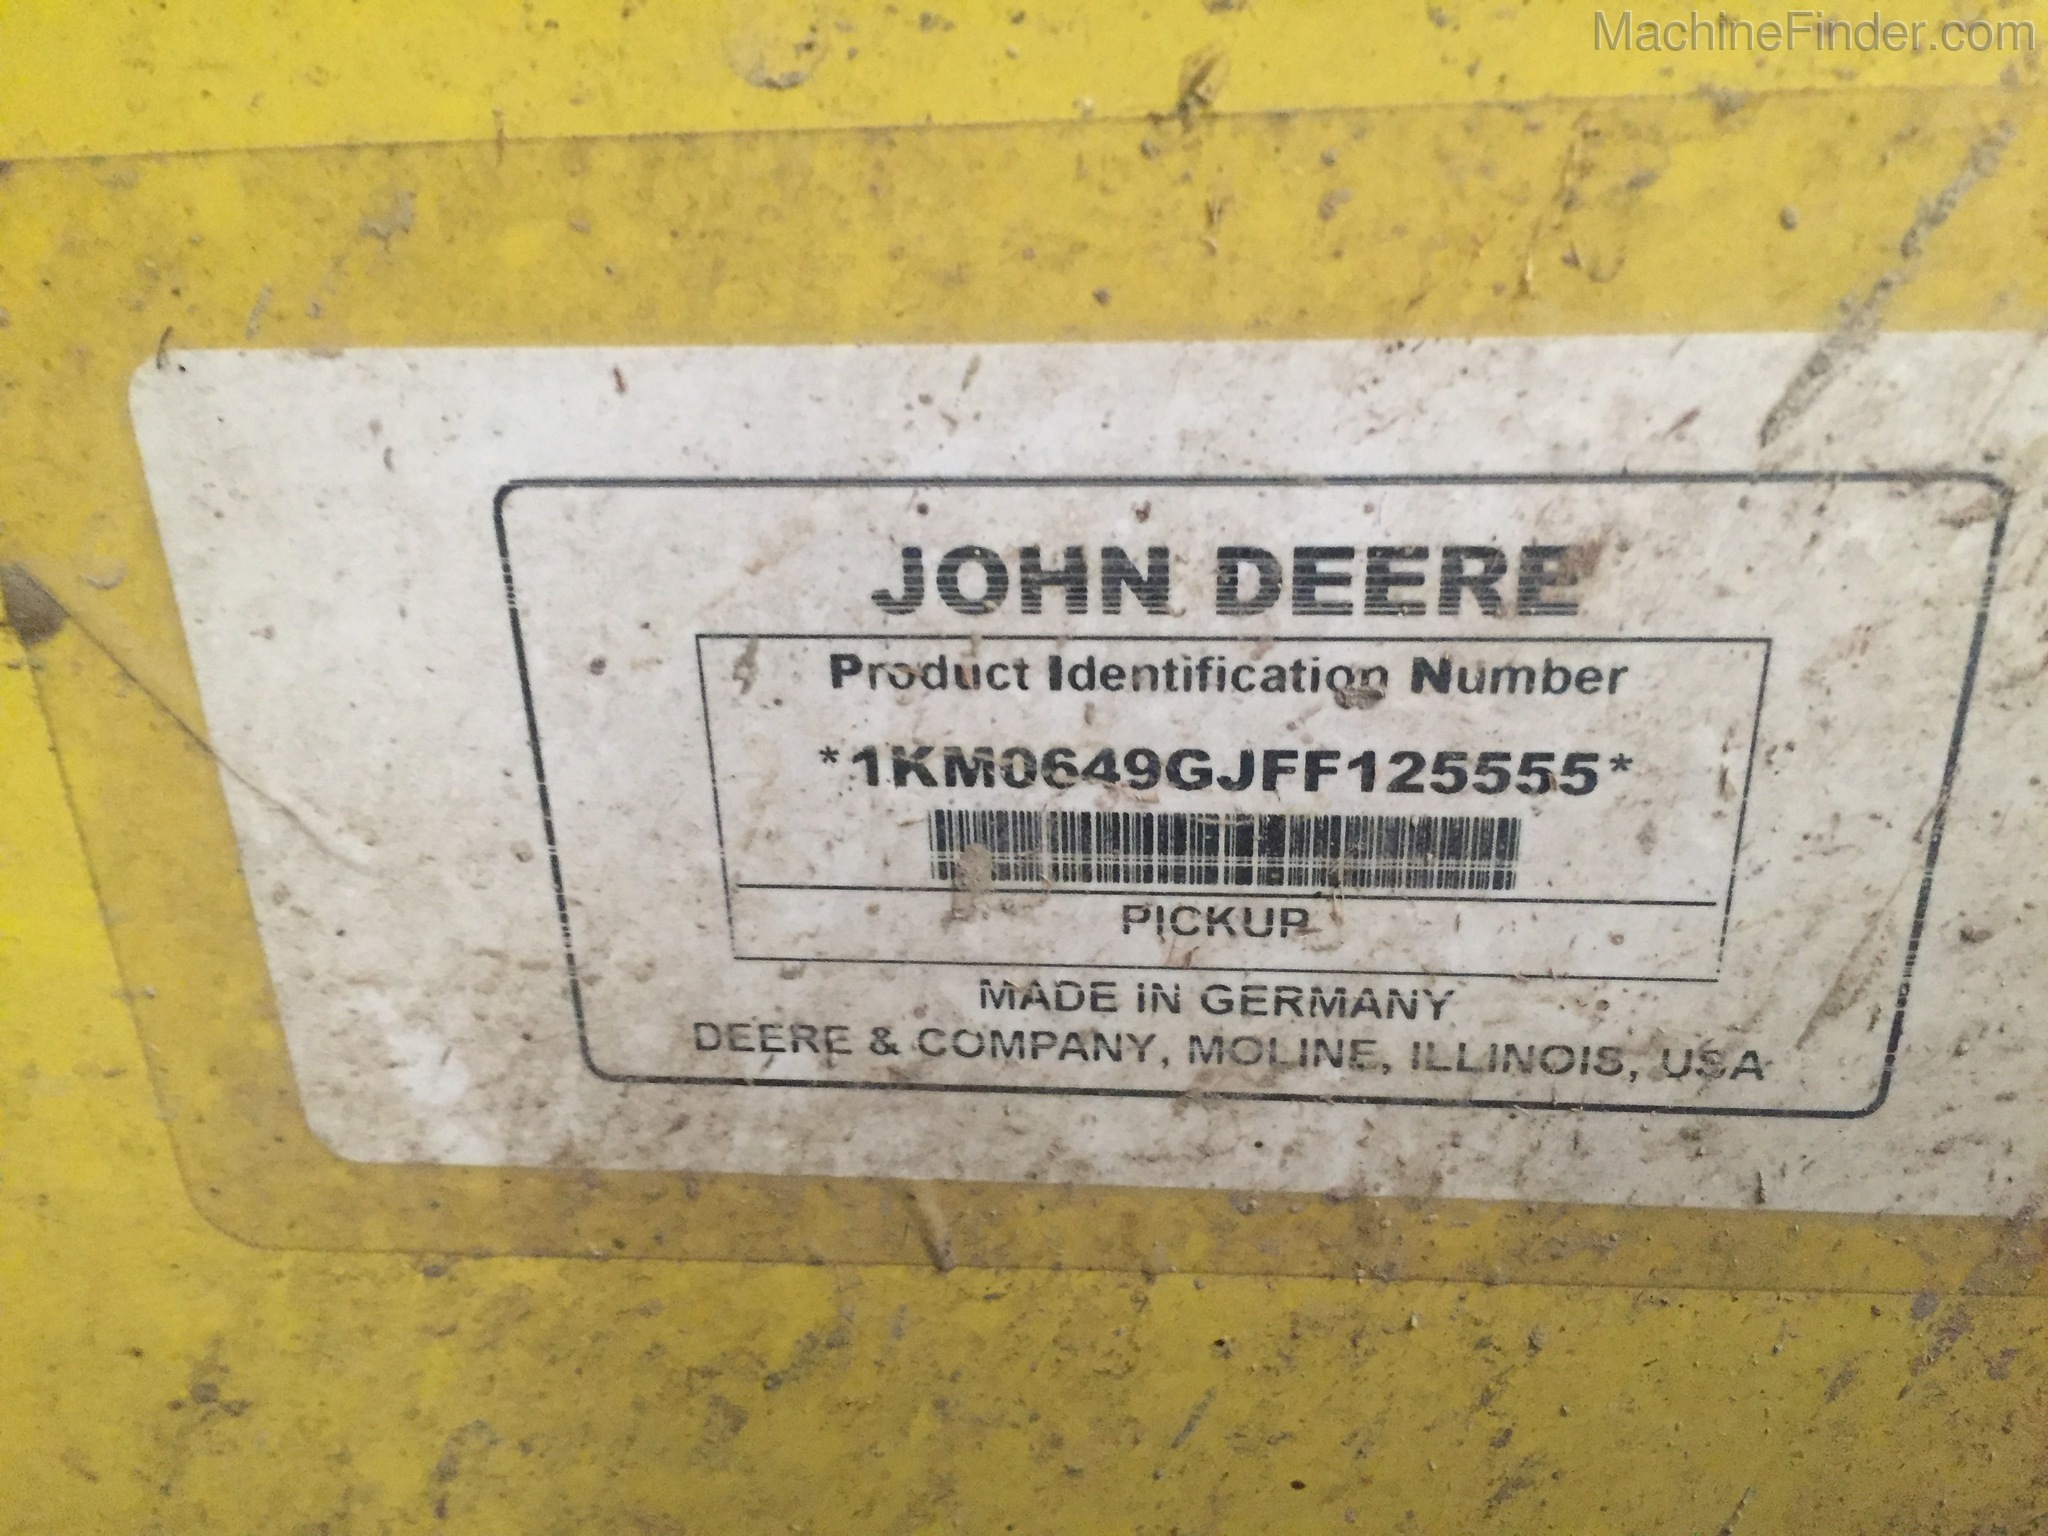 MachineFinder.com
JOHN DEERE
Product Identification Number
*1KM0649GJFF125555*
PICKUP
MADE IN GERMANY
DEERE & COMPANY, MOLINE, ILLINOIS, USA